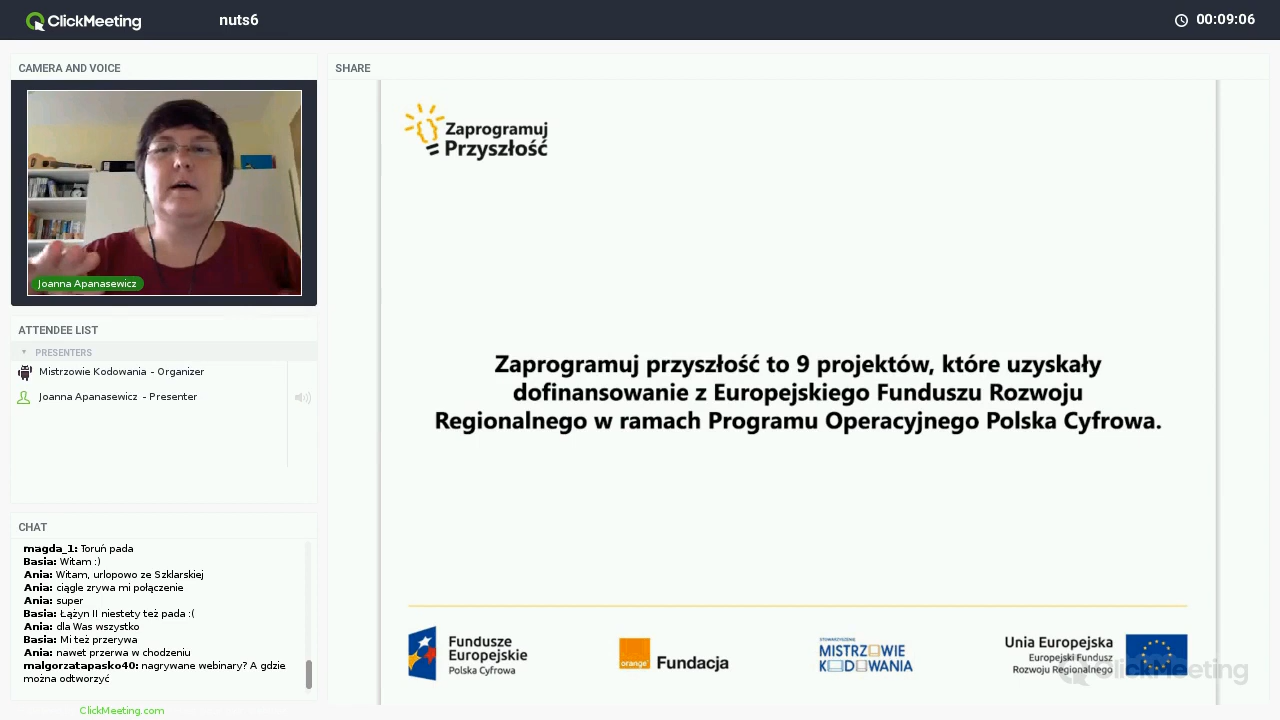 ClickMeeting
nuts6
00:09:06
CAMERA AND VOICE
Joanna Apanasewicz
ATTENDEE LIST
PRESENTERS
Mistrzowie Kodowania - Organizer
Joanna Apanasewicz - Presenter
CHAT
magda_1: Toruń pada
Basia: Witam :)
Ania: Witam, urlopowo ze Szklarskiej
Ania: ciągle zrywa mi połączenie
Ania: super
Basia: Łążyn II niestety też pada :(
Ania: dla Was wszystko
Basia: Mi też przerywa
Ania: nawet przerwa w chodzeniu
malgorzatapasko40: nagrywane webinary? A gdzie
można odtworzyć
ClickMeeting.com
SHARE
Zaprogramuj
Przyszłość
Zaprogramuj przyszłość to 9 projektów, które uzyskały
dofinansowanie z Europejskiego Funduszu Rozwoju
Regionalnego w ramach Programu Operacyjnego Polska Cyfrowa.
Fundusze
Europejskie
Polska Cyfrowa
orange
Fundacja
STOWARZYSZENIE
MISTRZOWIE
KODOWANIA
Unia Europejska
Europejski Fundusz
Rozwoju Regionalnego
ClickMeeting